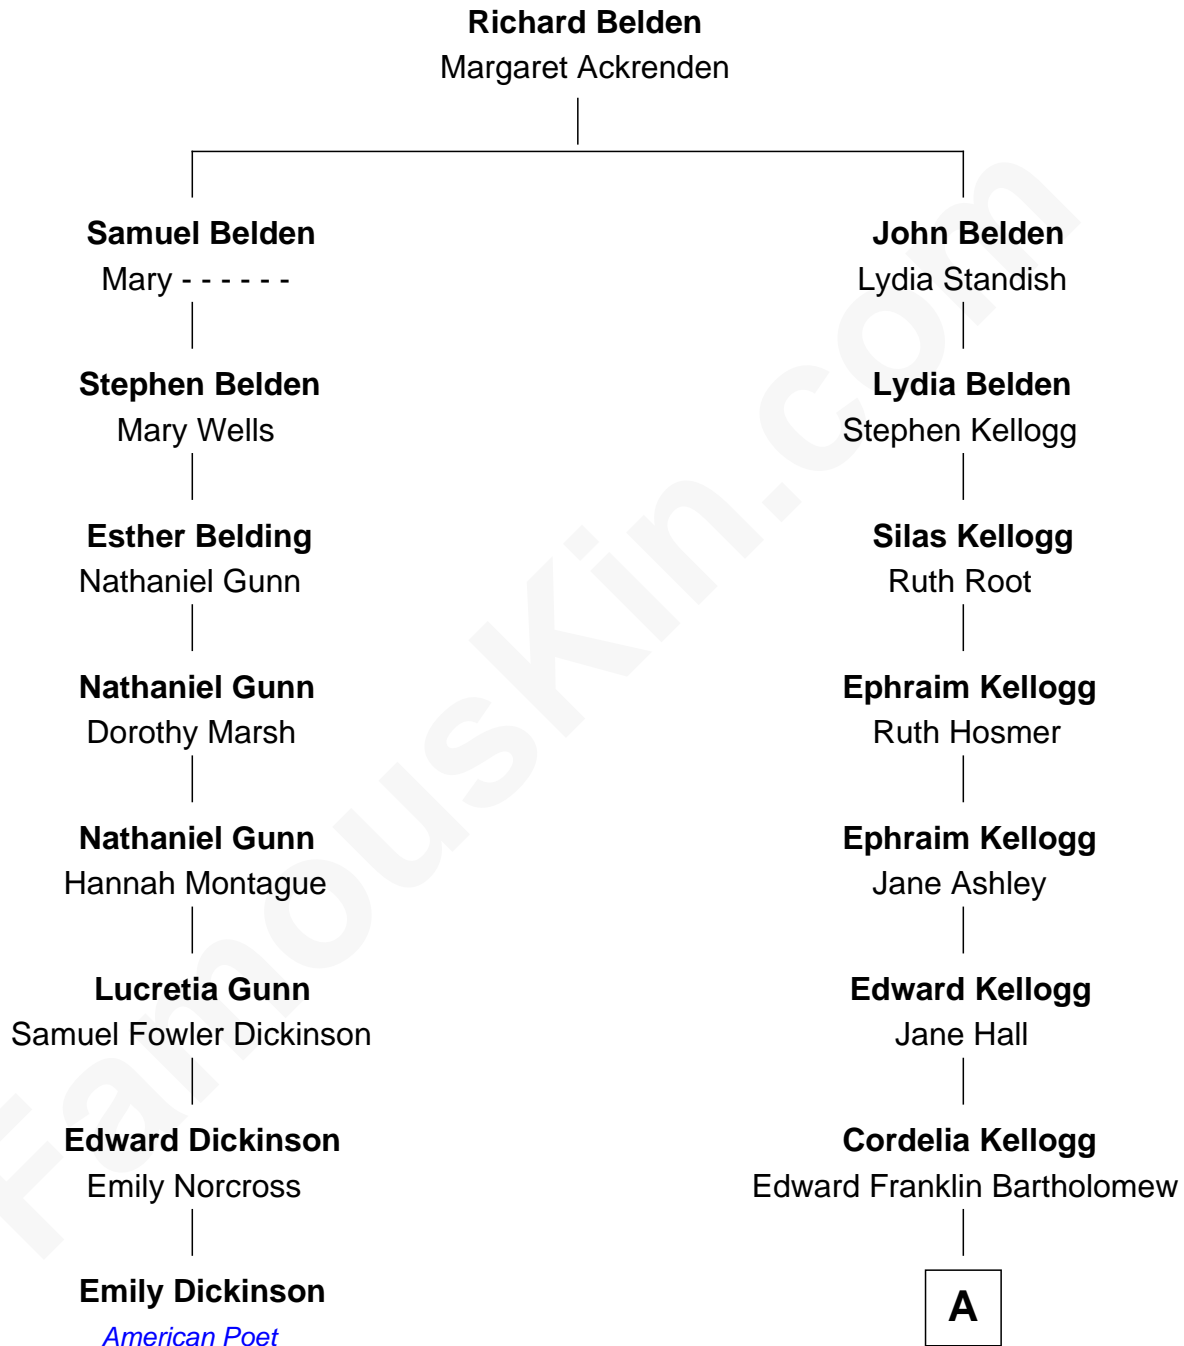 Richard Belden
Margaret Ackrenden
Samuel Belden
Mary - - - - - -
John Belden
Lydia Standish
Stephen Belden
Mary Wells
Lydia Belden
Stephen Kellogg
Esther Belding
Nathaniel Gunn
Silas Kellogg
Ruth Root
Nathaniel Gunn
Dorothy Marsh
Ephraim Kellogg
Ruth Hosmer
Nathaniel Gunn
Hannah Montague
Ephraim Kellogg
Jane Ashley
Lucretia Gunn
Samuel Fowler Dickinson
Edward Kellogg
Jane Hall
Edward Dickinson
Emily Norcross
Cordelia Kellogg
Edward Franklin Bartholomew
Emily Dickinson
American Poet
A
FamousKin.com